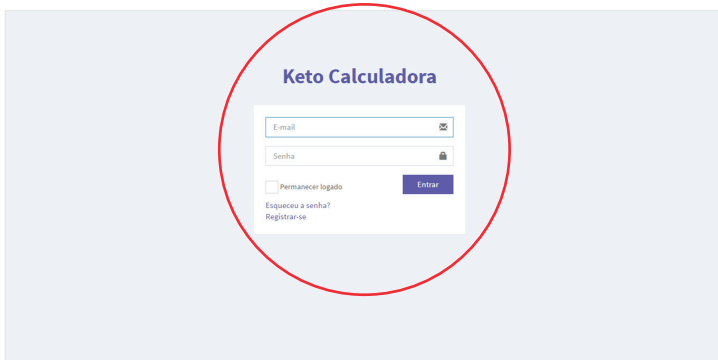 Keto Calculadora
E-mail
Senha
Permanecer logado
Entrar
Esqueceu a senha?
Registrar-se